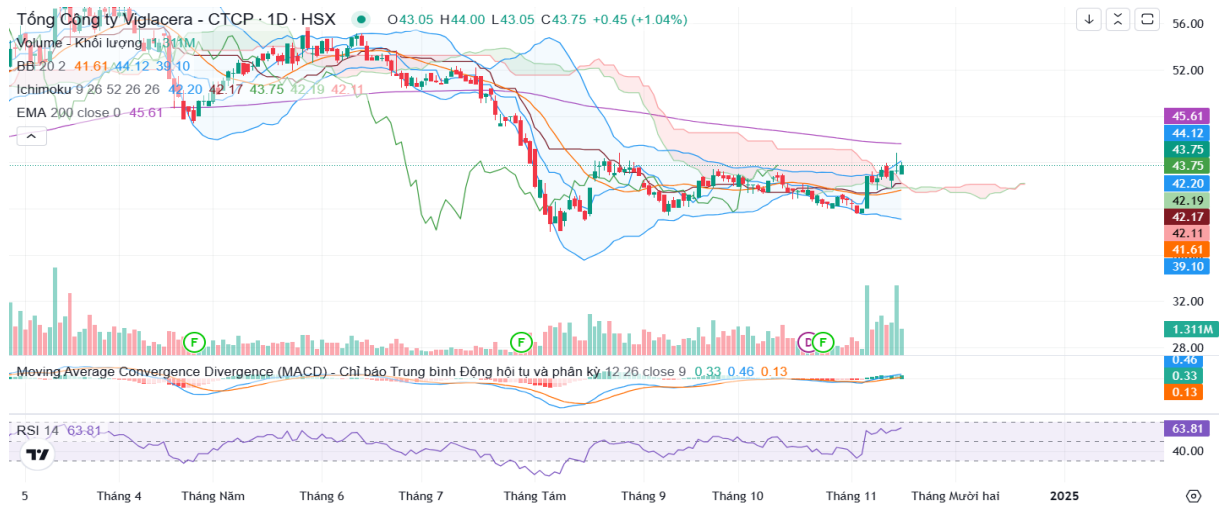 Tổng Công ty Viglacera - CTCP · 1D · HSX O43.05 H44.00 L43.05 C43.75 +0.45 (+1.04%)
Volume - Khối lượng 1.311M
BB 20 2 41.61 44.12 39.10
Ichimoku 9 26 52 26 26 42.20 42.17 43.75 42.19 42.11
EMA 200 close 0 45.61
56.00
52.00
45.61
44.12
43.75
43.75
42.20
42.19
42.17
42.11
41.61
39.10
32.00
1.311M
28.00
F
F
D
F
Moving Average Convergence Divergence (MACD) - Chỉ báo Trung bình Động hội tụ và phân kỳ 12 26 close 9 0.33 0.46 0.13
0.46
0.33
0.13
RSI 14 63.81
63.81
40.00
5 Tháng 4 Tháng Năm Tháng 6 Tháng 7 Tháng Tám Tháng 9 Tháng 10 Tháng 11 Tháng Mười hai 2025